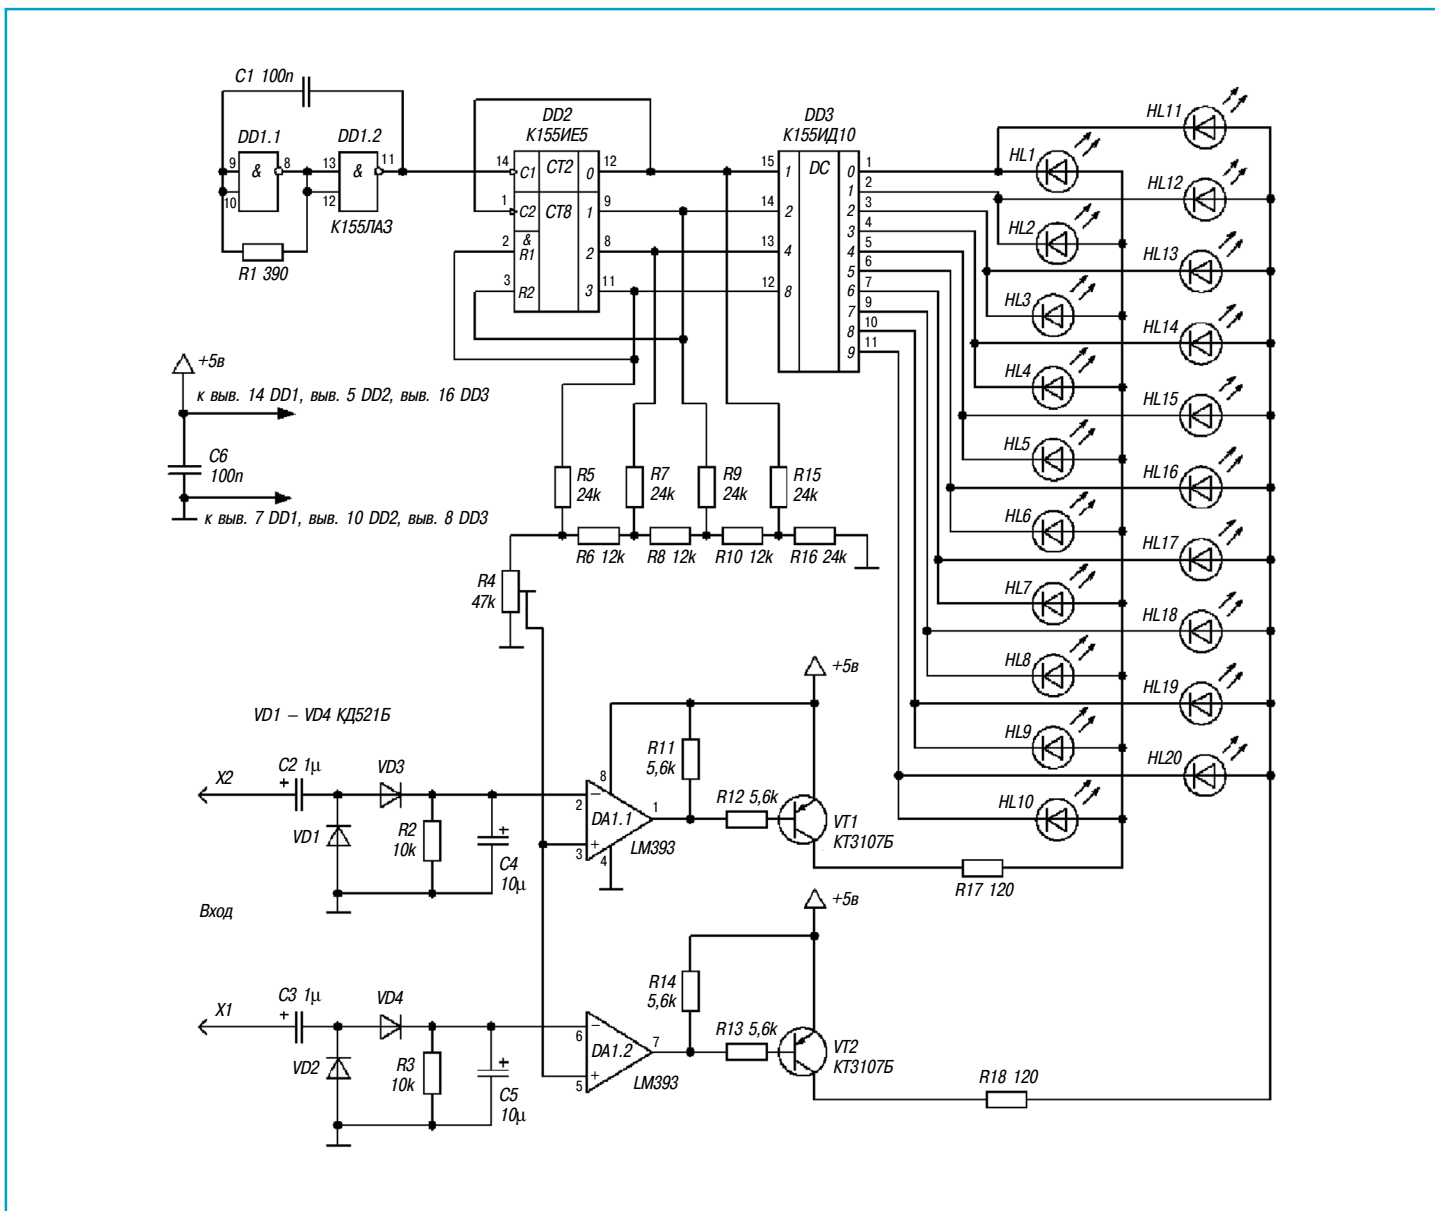 C1 100n
DD1.1
DD1.2
9
10
&
8
13
12
&
11
К155ЛА3
R1 390
DD2
К155ИЕ5
14
C1
CT2
0
12
1
C2
CT8
1
9
2
&
R1
2
8
3
R2
3
11
DD3
К155ИД10
15
1
DC
0
1
14
2
1
2
13
4
2
3
12
8
3
4
4
5
5
6
6
7
7
9
8
10
9
11
HL11
HL1
HL12
HL2
HL13
HL3
HL14
HL4
HL15
HL5
HL16
HL6
HL17
HL7
HL18
HL8
HL19
HL9
HL20
HL10
+5в
к выв. 14 DD1, выв. 5 DD2, выв. 16 DD3
C6
100n
к выв. 7 DD1, выв. 10 DD2, выв. 8 DD3
R5
24k
R7
24k
R9
24k
R15
24k
R6 12k
R8 12k
R10 12k
R16 24k
R4
47k
VD1 – VD4 КД521Б
X2
C2 1µ
+
VD3
VD1
R2
10k
+
C4
10µ
2
–
8
DA1.1
1
3
+
4
LM393
R11
5,6k
R12 5,6k
+5в
VT1
КТ3107Б
R17 120
Вход
X1
C3 1µ
+
VD4
VD2
R3
10k
+
C5
10µ
6
–
DA1.2
7
5
+
LM393
R14
5,6k
R13 5,6k
+5в
VT2
КТ3107Б
R18 120